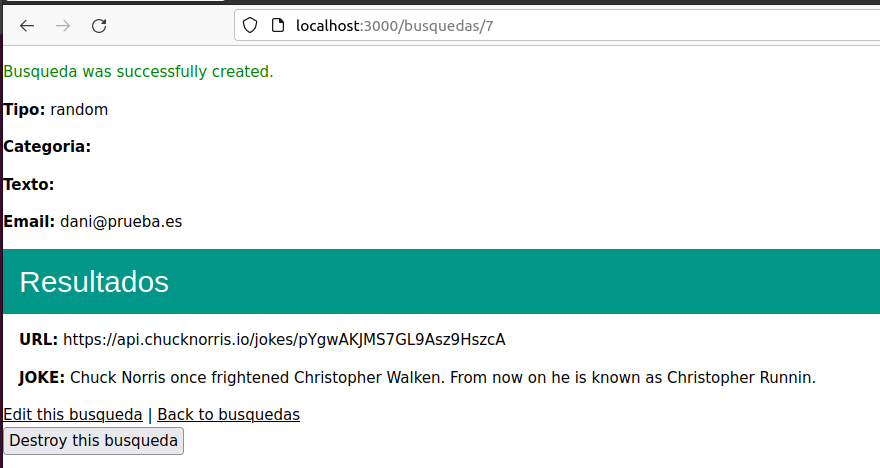 localhost:3000/busquedas/7
Busqueda was successfully created.
Tipo: random
Categoria:
Texto:
Email: dani@prueba.es
Resultados
URL: https://api.chucknorris.io/jokes/pYgwAKJMS7GL9Asz9HszcA
JOKE: Chuck Norris once frightened Christopher Walken. From now on he is known as Christopher Runnin.
Edit this busqueda | Back to busquedas
Destroy this busqueda